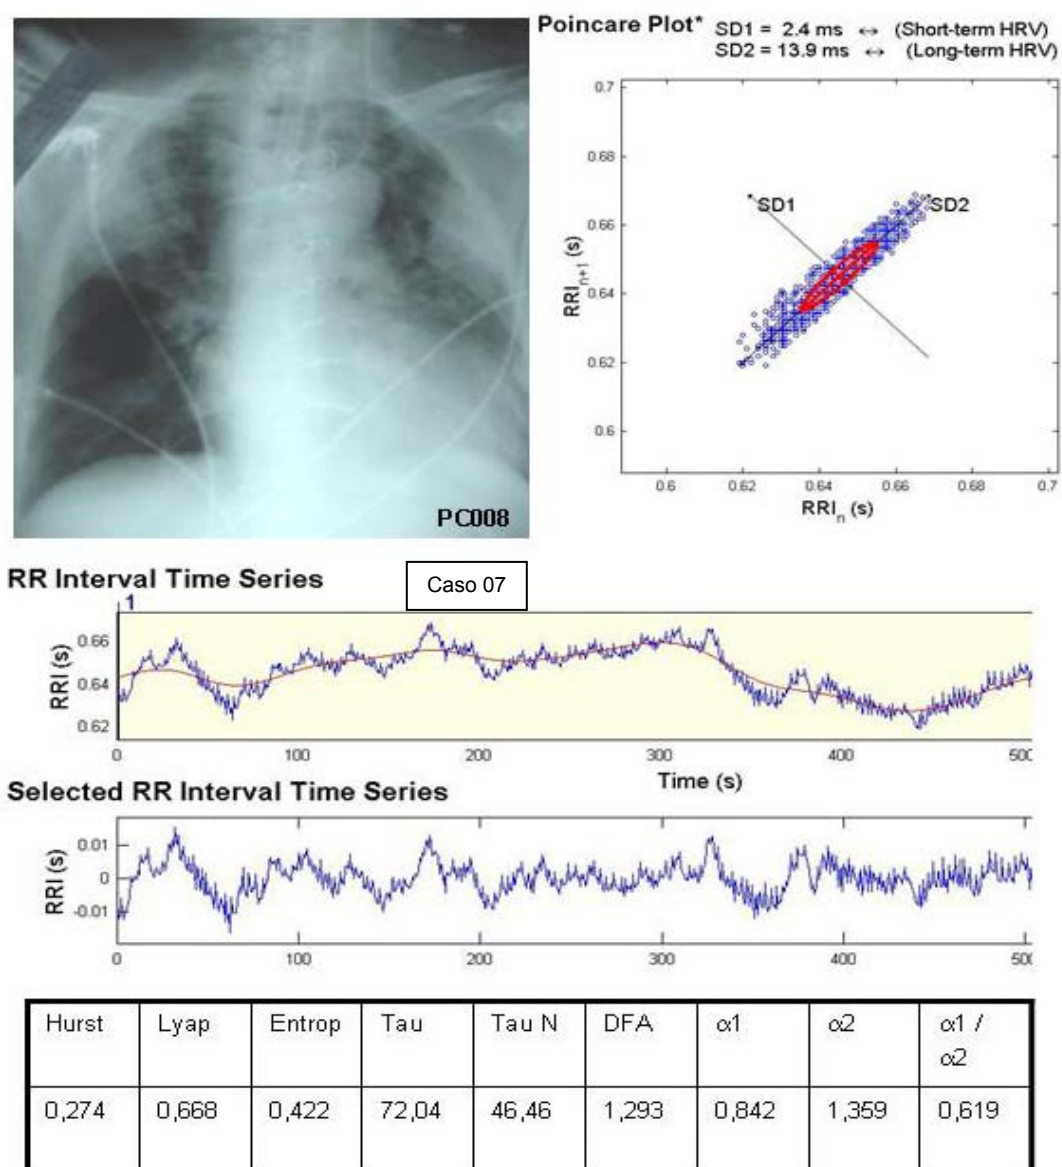 Poincare Plot* SD1 = 2.4 ms ↔ (Short-term HRV)
SD2 = 13.9 ms ↔ (Long-term HRV)
0.7
0.68
0.66
0.64
0.62
0.6
RRIn+1 (s)
SD1
SD2
0.6 0.62 0.64 0.66 0.68 0.7
RRIn (s)
PC008
RR Interval Time Series
Caso 07
1
0.66
0.64
0.62
RRI (s)
0 100 200 300 400 500
Time (s)
Selected RR Interval Time Series
0.01
0
-0.01
RRI (s)
0 100 200 300 400 500
Hurst Lyap Entrop Tau Tau N DFA α1 α2 α1 / α2
0,274 0,668 0,422 72,04 46,46 1,293 0,842 1,359 0,619